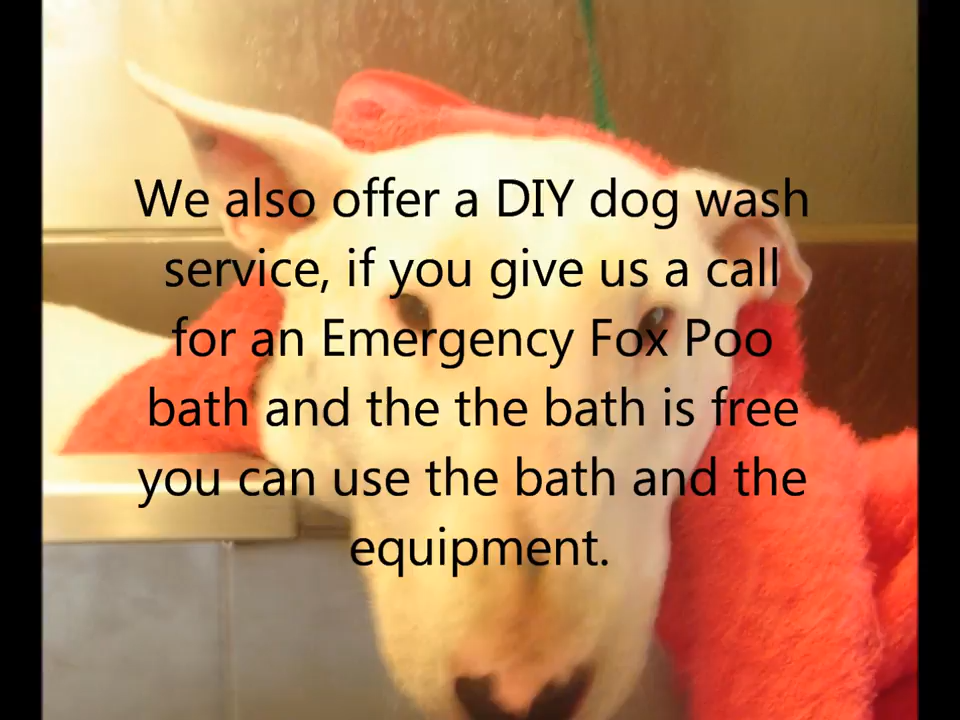 We also offer a DIY dog wash
service, if you give us a call
for an Emergency Fox Poo
bath and the the bath is free
you can use the bath and the
equipment.